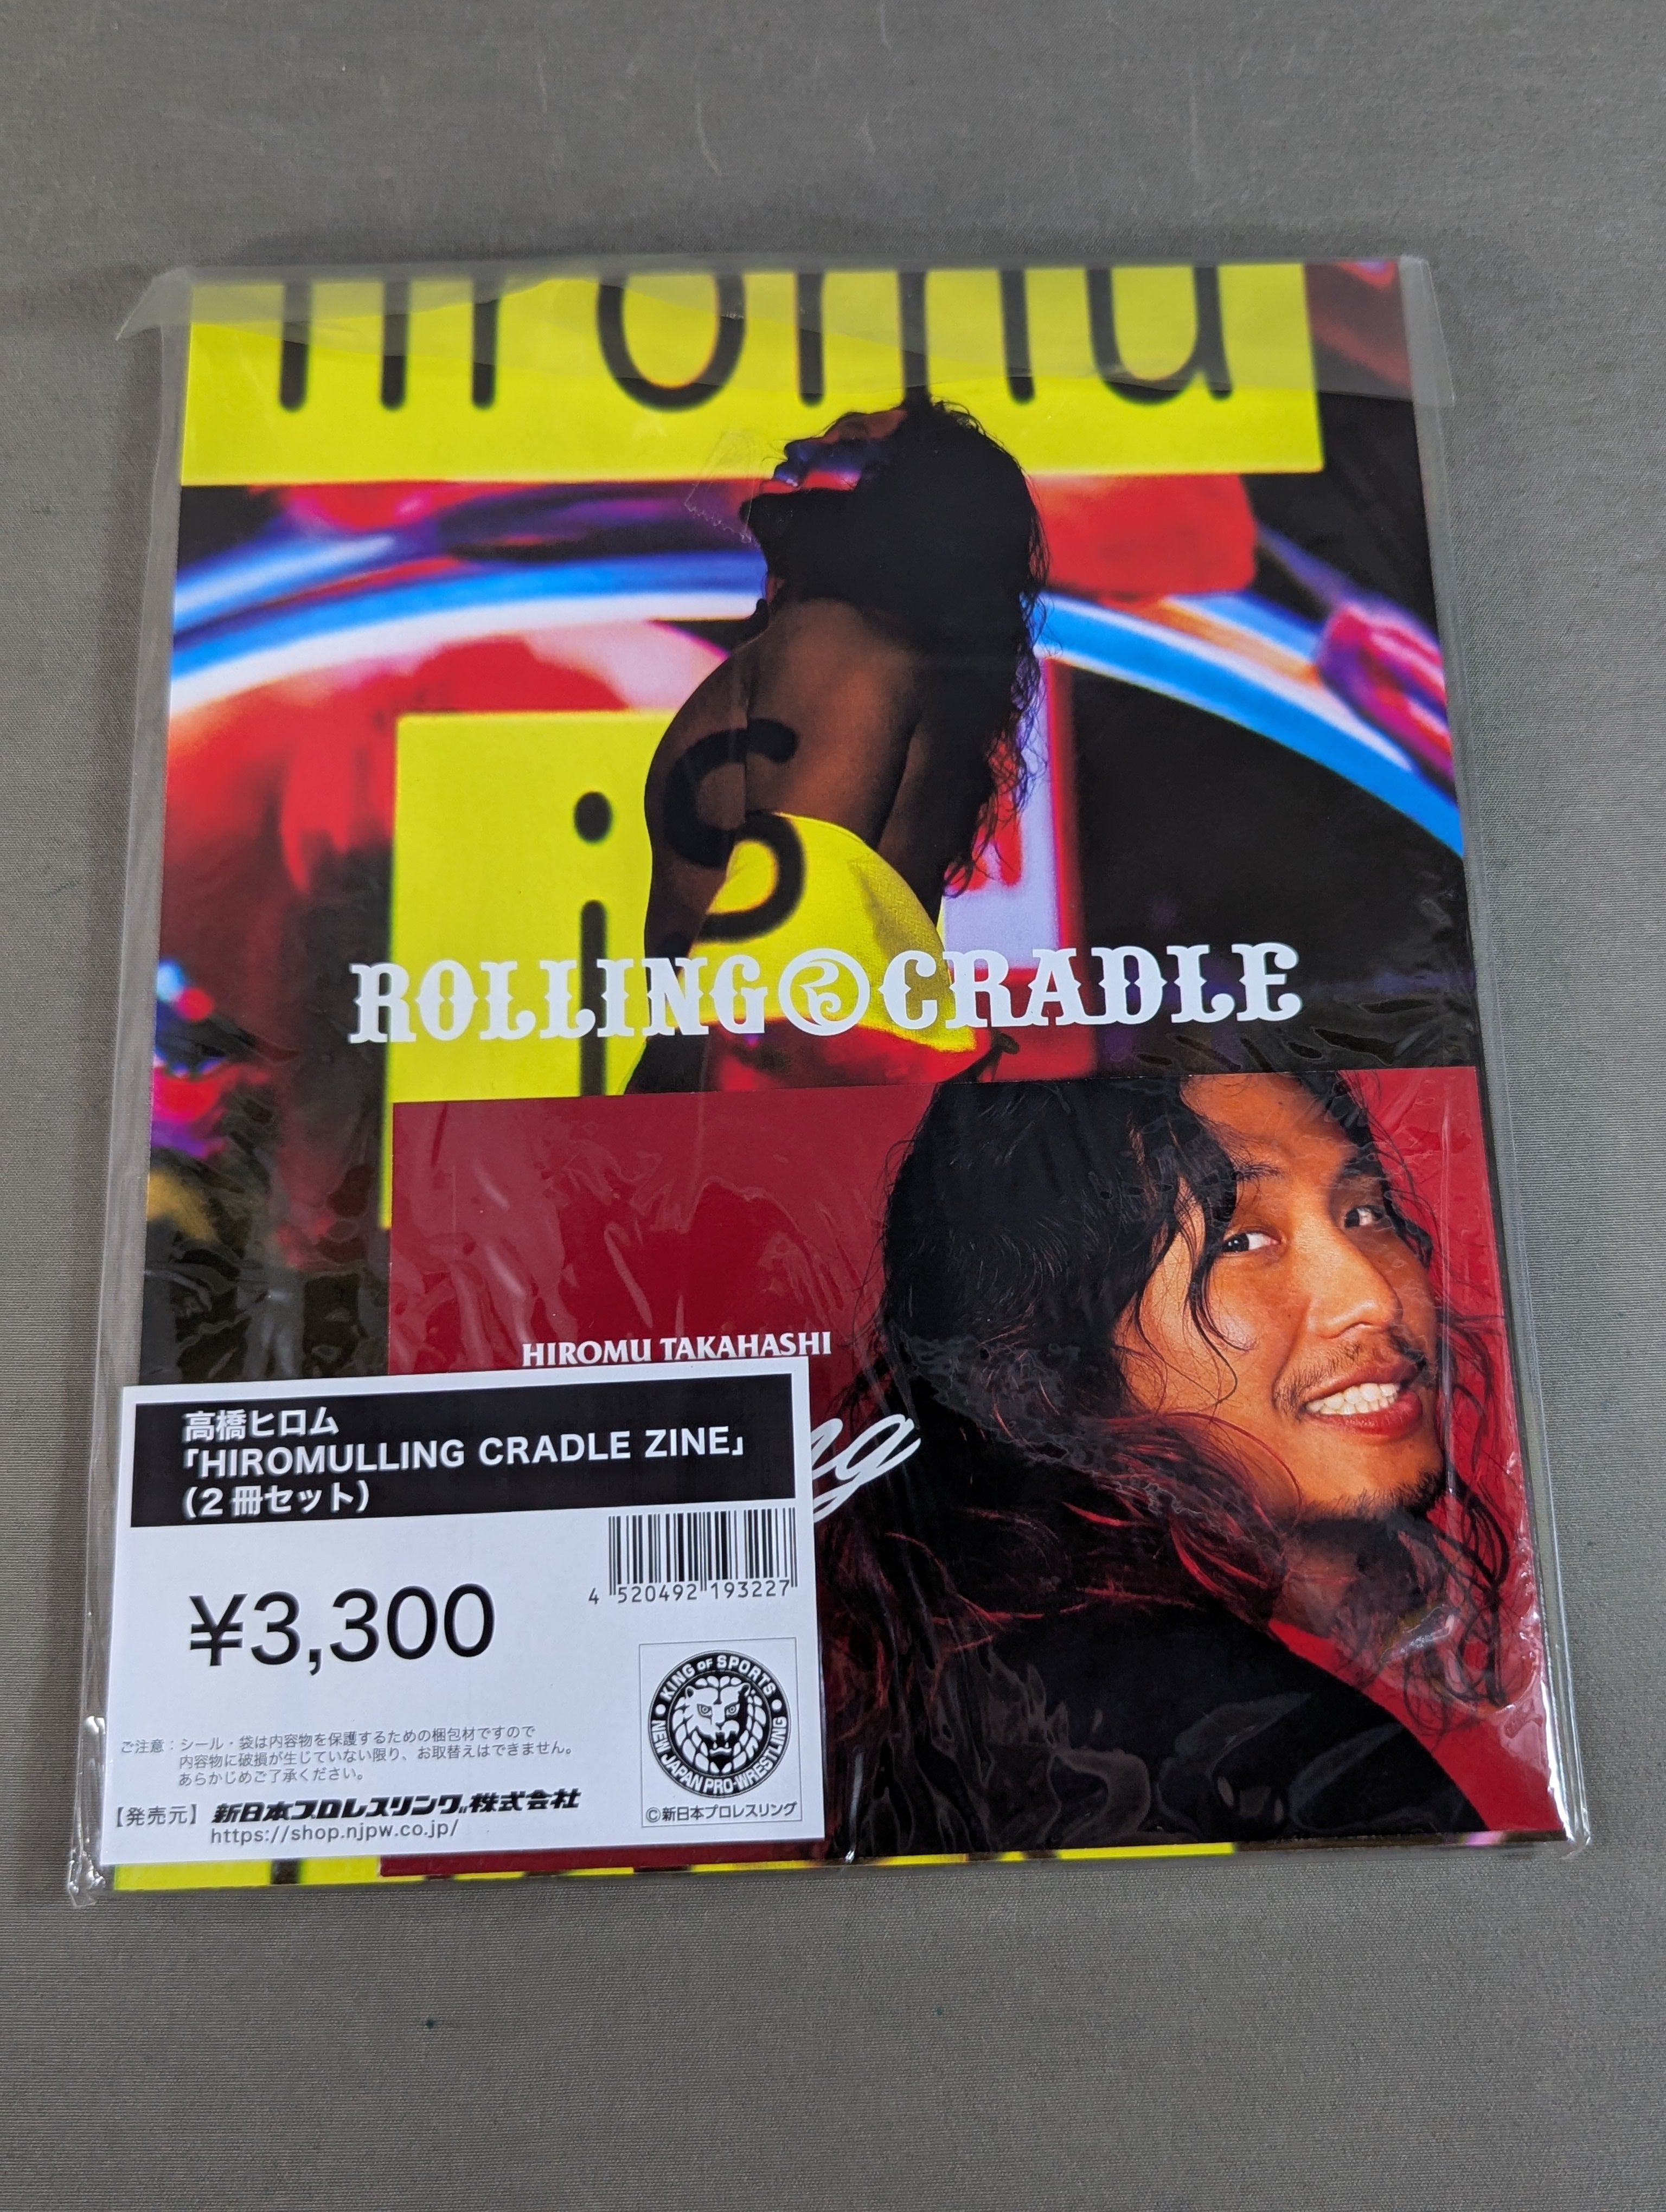 hiromu
is
ROLLING CRADLE
HIROMU TAKAHASHI
ng
高橋ヒロム
「HIROMULLING CRADLE ZINE」
（2冊セット）
¥3,300
4 520492 193227
KING OF SPORTS
NEW JAPAN PRO-WRESTLING
©新日本プロレスリング
ご注意：シール・袋は内容物を保護するための梱包材ですので
内容物に破損が生じていない限り、お取替えはできません。
あらかじめご了承ください。
【発売元】新日本プロレスリング株式会社
https://shop.njpw.co.jp/